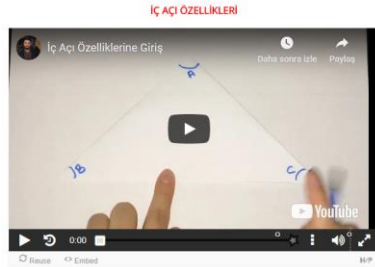 İÇ AÇI ÖZELLİKLERİ
İç Açı Özelliklerine Giriş
Daha sonra izle
Paylaş
A
B
C
YouTube
0:00
Reuse
Embed
H-P